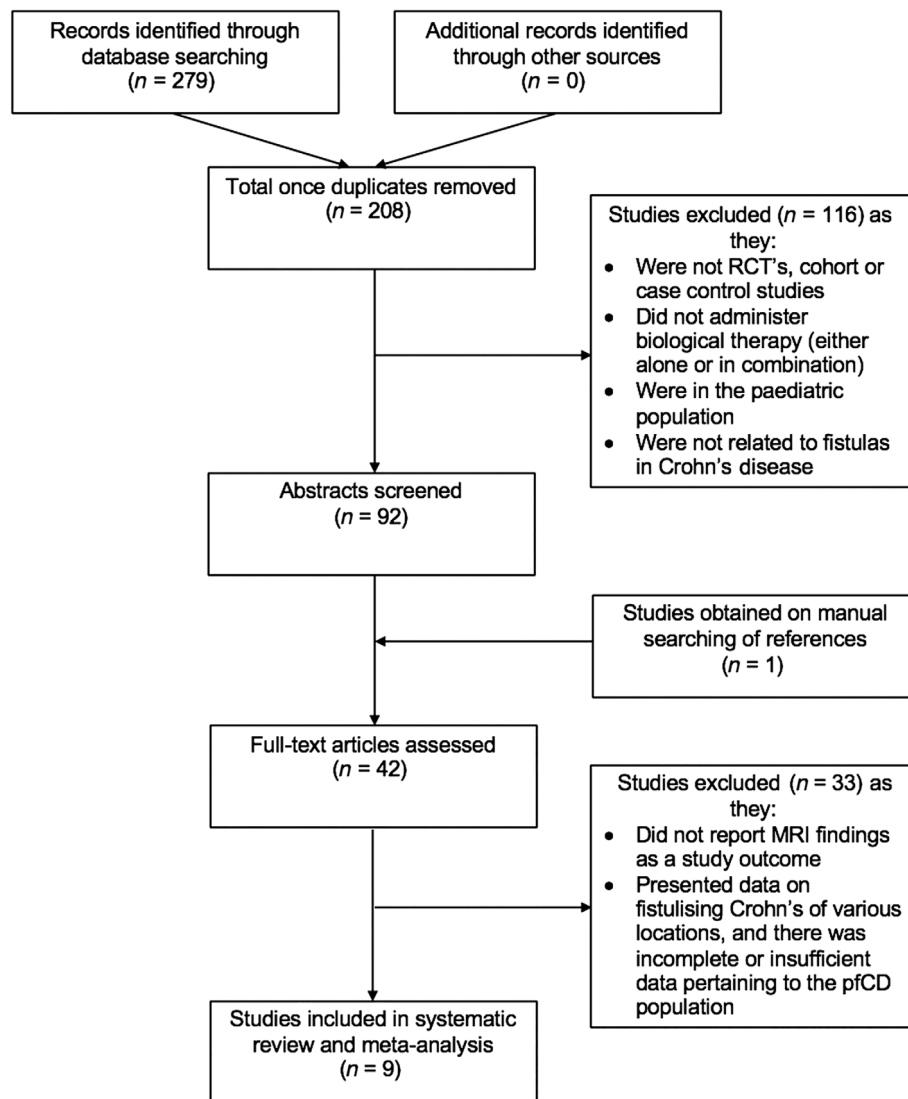 Records identified through
database searching
(n = 279)
Additional records identified
through other sources
(n = 0)
Total once duplicates removed
(n = 208)
Studies excluded (n = 116) as
they:
• Were not RCT's, cohort or
case control studies
• Did not administer
biological therapy (either
alone or in combination)
• Were in the paediatric
population
• Were not related to fistulas
in Crohn's disease
Abstracts screened
(n = 92)
Studies obtained on manual
searching of references
(n = 1)
Full-text articles assessed
(n = 42)
Studies excluded (n = 33) as
they:
• Did not report MRI findings
as a study outcome
• Presented data on
fistulising Crohn's of various
locations, and there was
incomplete or insufficient
data pertaining to the pfCD
population
Studies included in systematic
review and meta-analysis
(n = 9)